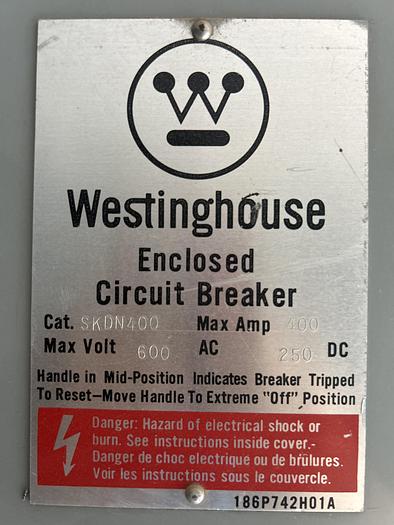 W
Westinghouse
Enclosed
Circuit Breaker
Cat. SKDN400 Max Amp 400
Max Volt 600 AC 250 DC
Handle in Mid-Position Indicates Breaker Tripped
To Reset—Move Handle To Extreme "Off" Position
Danger: Hazard of electrical shock or
burn. See instructions inside cover.-
Danger de choc electrique ou de brûlures.
Voir les instructions sous le couvercle.
186P742H01A